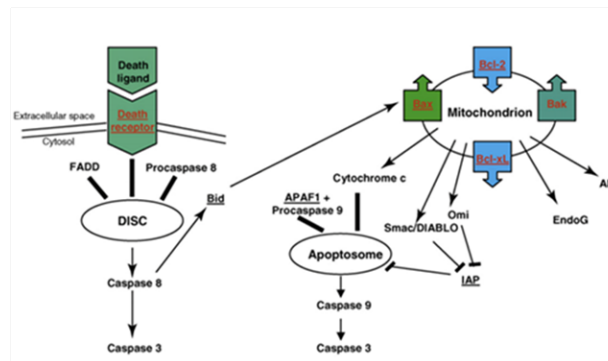 Death
ligand
Death
receptor
Extracellular space
Cytosol
FADD
Procaspase 8
DISC
Bid
Caspase 8
Caspase 3
Bcl-2
Bax
Mitochondrion
Bak
Bcl-xL
Cytochrome c
APAF1 +
Procaspase 9
Apoptosome
Caspase 9
Caspase 3
Smac/DIABLO
Omi
IAP
EndoG